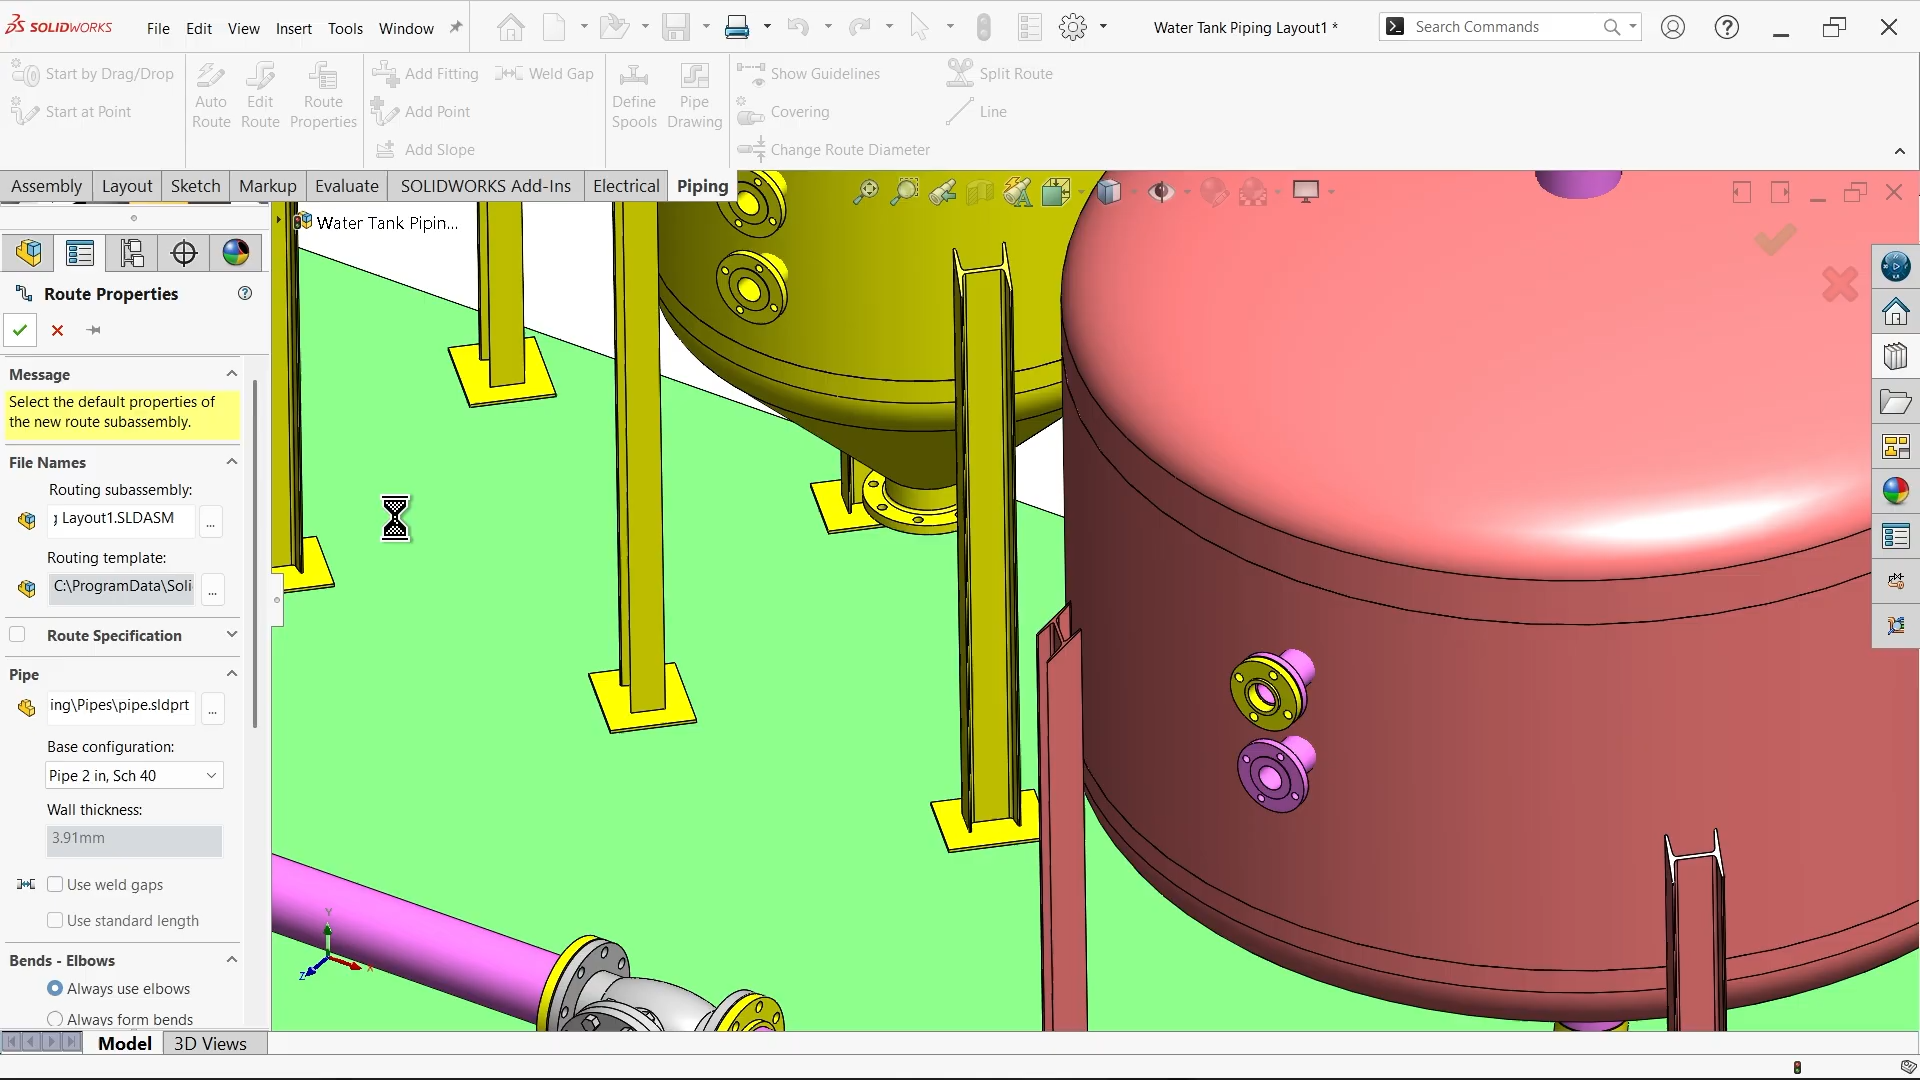 SOLIDWORKS
File Edit View Insert Tools Window
Water Tank Piping Layout1 *
Search Commands
Start by Drag/Drop
Start at Point
Auto Route
Edit Route
Route Properties
Add Fitting
Weld Gap
Add Point
Add Slope
Define Spools
Pipe Drawing
Show Guidelines
Split Route
Covering
Line
Change Route Diameter
Assembly Layout Sketch Markup Evaluate SOLIDWORKS Add-Ins Electrical Piping
Water Tank Pipin...
Route Properties
Message
Select the default properties of
the new route subassembly.
File Names
Routing subassembly:
Layout1.SLDASM
...
Routing template:
C:\ProgramData\Soli
...
Route Specification
Pipe
ing\Pipes\pipe.sldprt
...
Base configuration:
Pipe 2 in, Sch 40
Wall thickness:
3.91mm
Use weld gaps
Use standard length
Bends - Elbows
Always use elbows
Always form bends
Y
Z
X
Model 3D Views